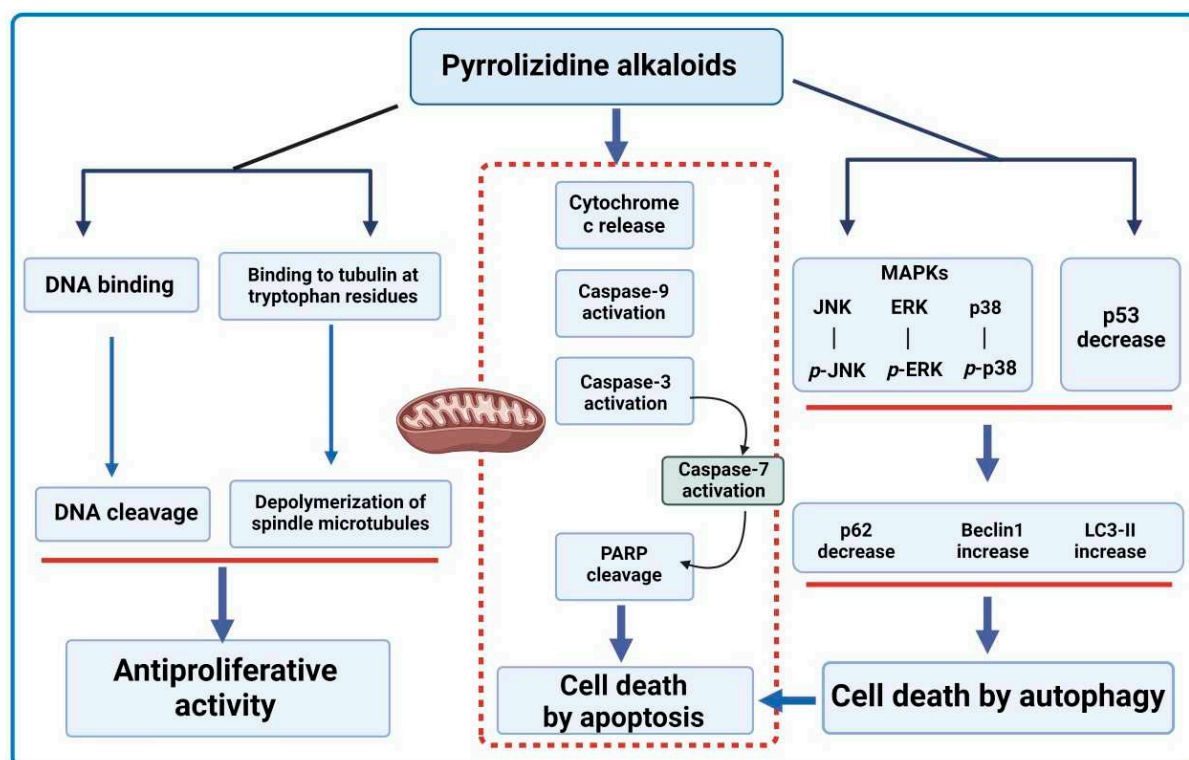 Pyrrolizidine alkaloids
DNA binding
Binding to tubulin at
tryptophan residues
DNA cleavage
Depolymerization of
spindle microtubules
Antiproliferative
activity
Cytochrome
c release
Caspase-9
activation
Caspase-3
activation
Caspase-7
activation
PARP
cleavage
Cell death
by apoptosis
MAPKs
JNK ERK p38
p-JNK p-ERK p-p38
p53
decrease
p62
decrease
Beclin1
increase
LC3-II
increase
Cell death by autophagy